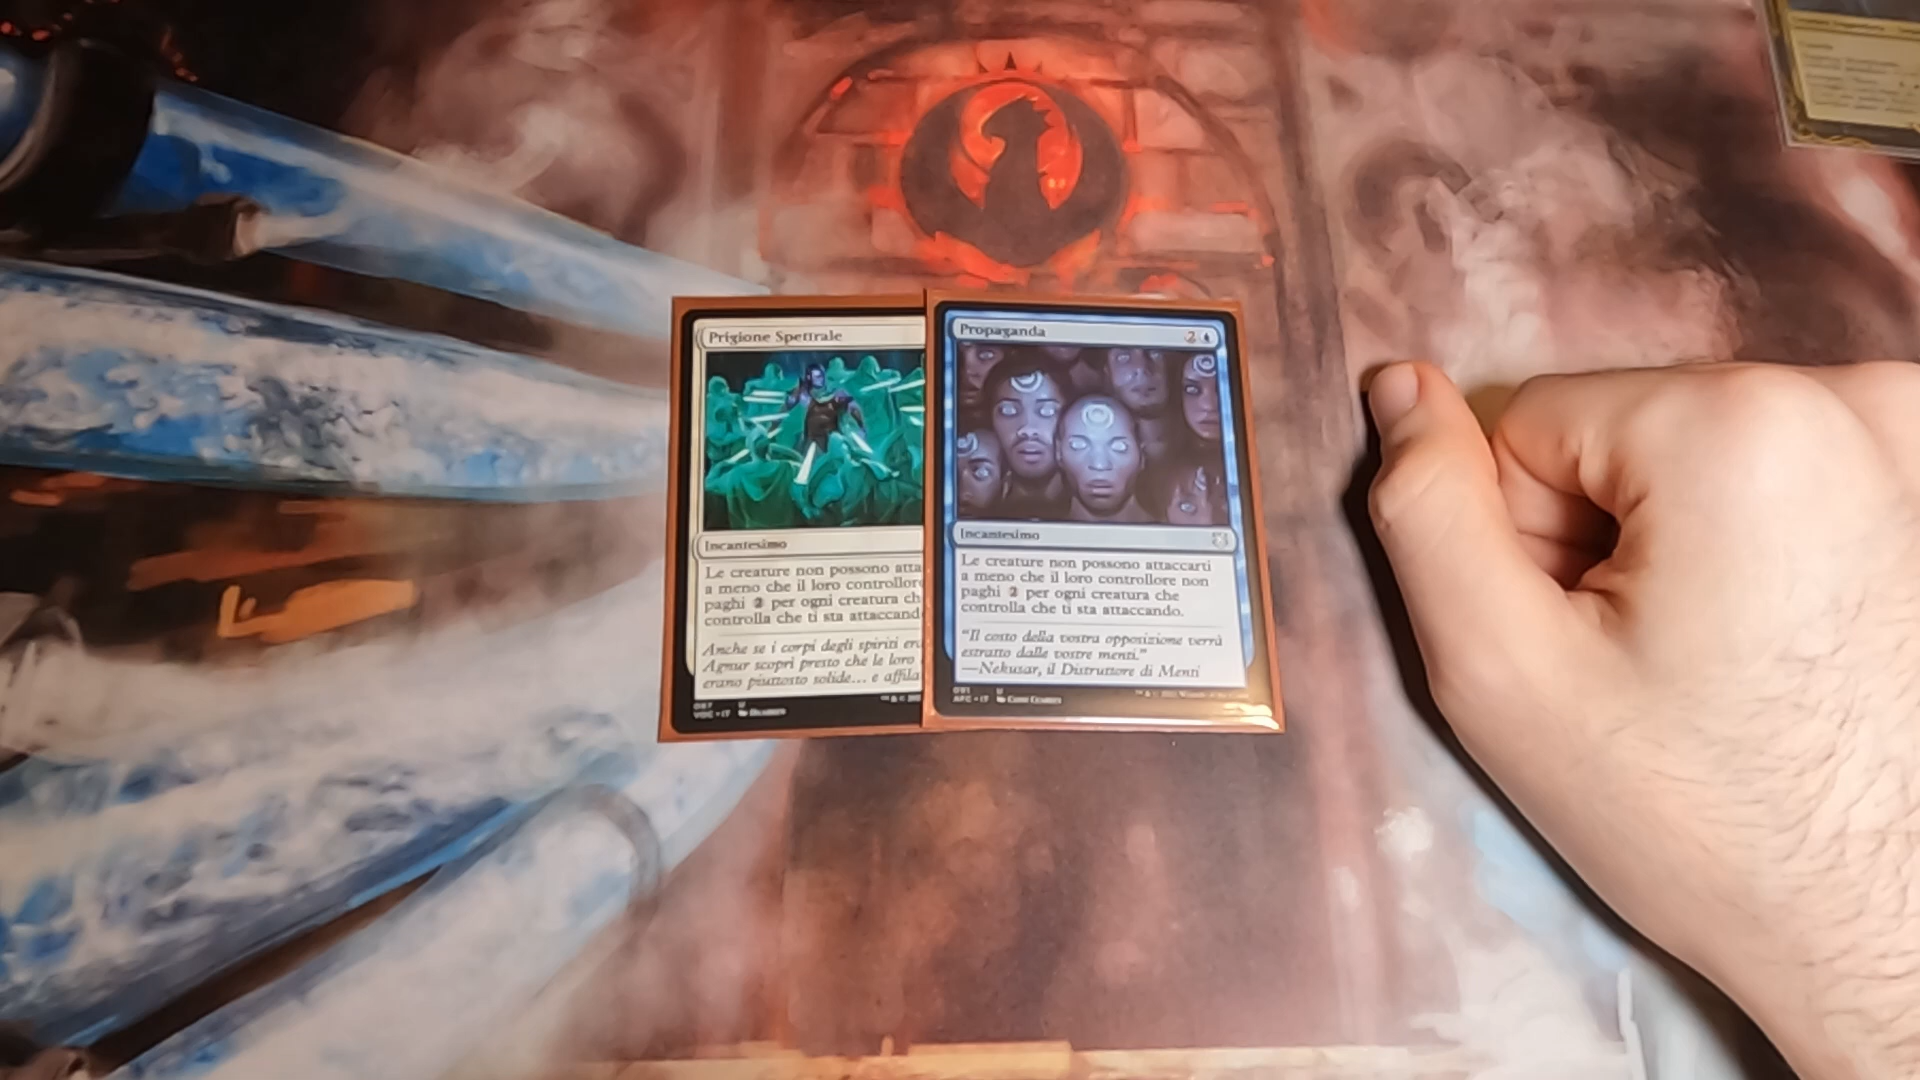 Prigione Spettrale
Incantesimo
Le creature non possono atta
a meno che il loro controllore
paghi 2 per ogni creatura ch
controlla che ti sta attaccand
Anche se i corpi degli spiriti er
Agnur scoprì presto che le loro
erano piuttosto solide... e affila
Propaganda
2
Incantesimo
Le creature non possono attaccarti
a meno che il loro controllore non
paghi 2 per ogni creatura che
controlla che ti sta attaccando.
"Il costo della vostra opposizione verrà
estratto dalle vostre menti."
—Nekusar, il Distruttore di Menti